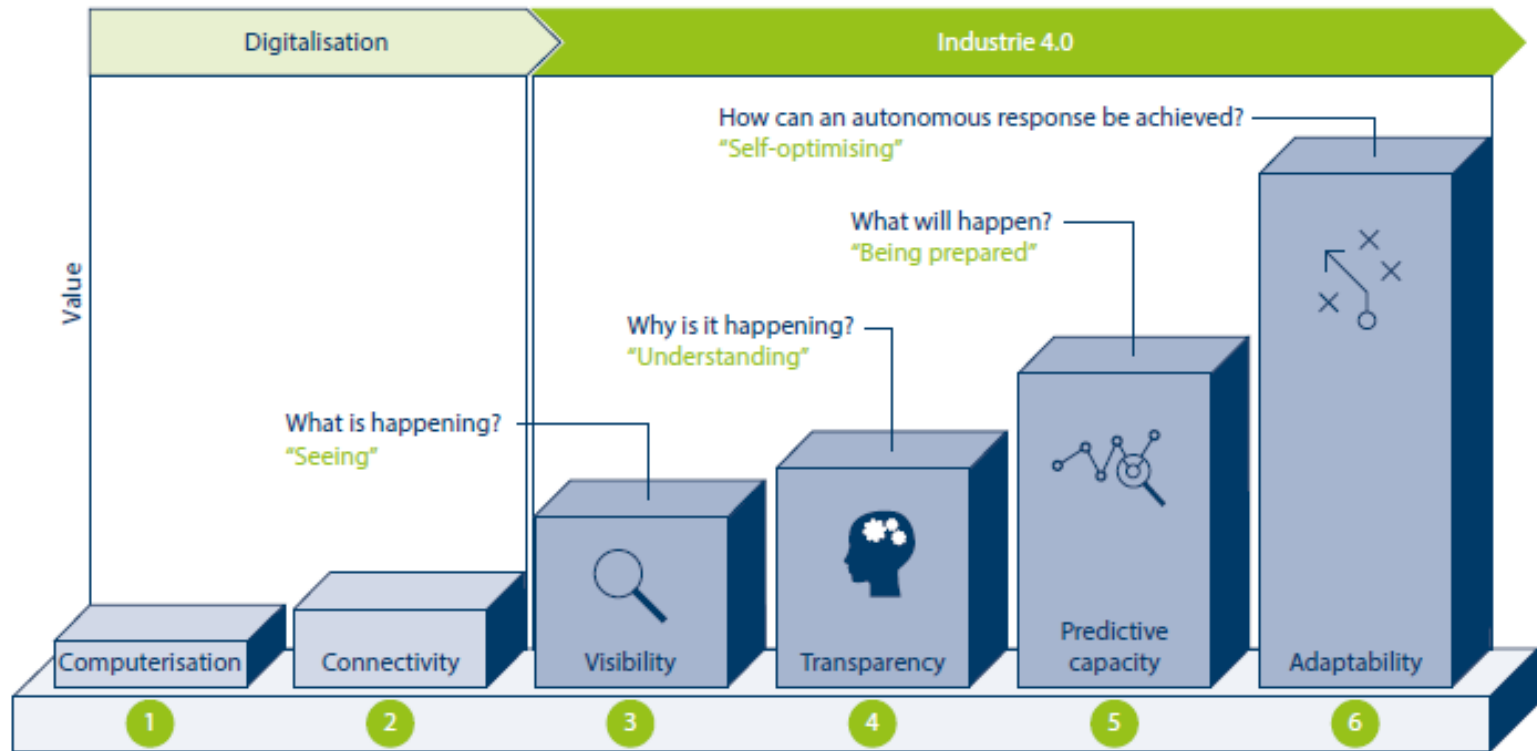 Digitalisation
Industrie 4.0
How can an autonomous response be achieved?
“Self-optimising”
What will happen?
“Being prepared”
Why is it happening?
“Understanding”
What is happening?
“Seeing”
Value
Computerisation
Connectivity
Visibility
Transparency
Predictive
capacity
Adaptability
1
2
3
4
5
6